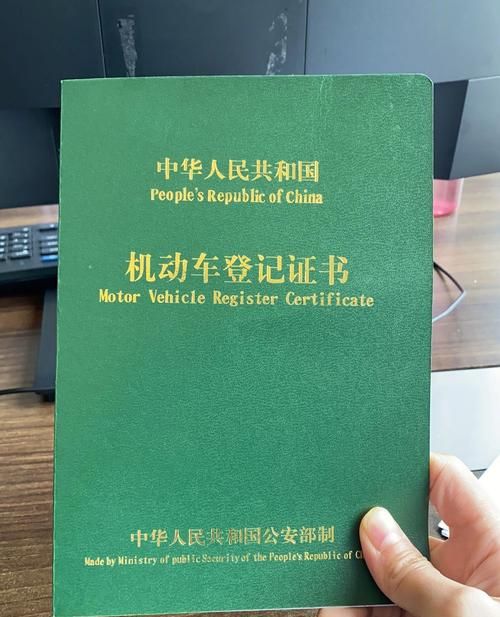 中华人民共和国
People's Republic of China
机动车登记证书
Motor Vehicle Register Certificate
中华人民共和国公安部制
Made by Ministry of public Security of the People's Republic of